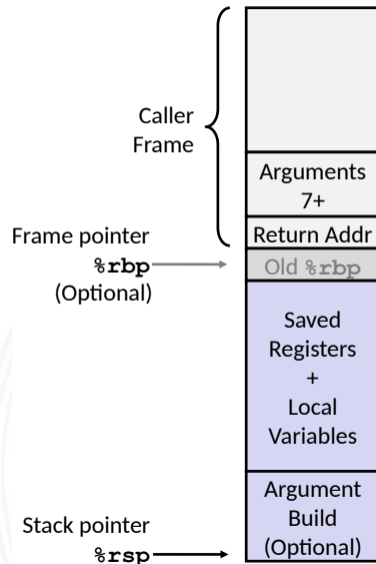 Caller
Frame
Arguments
7+
Return Addr
Frame pointer
%rbp
(Optional)
Old %rbp
Saved
Registers
+
Local
Variables
Argument
Build
(Optional)
Stack pointer
%rsp